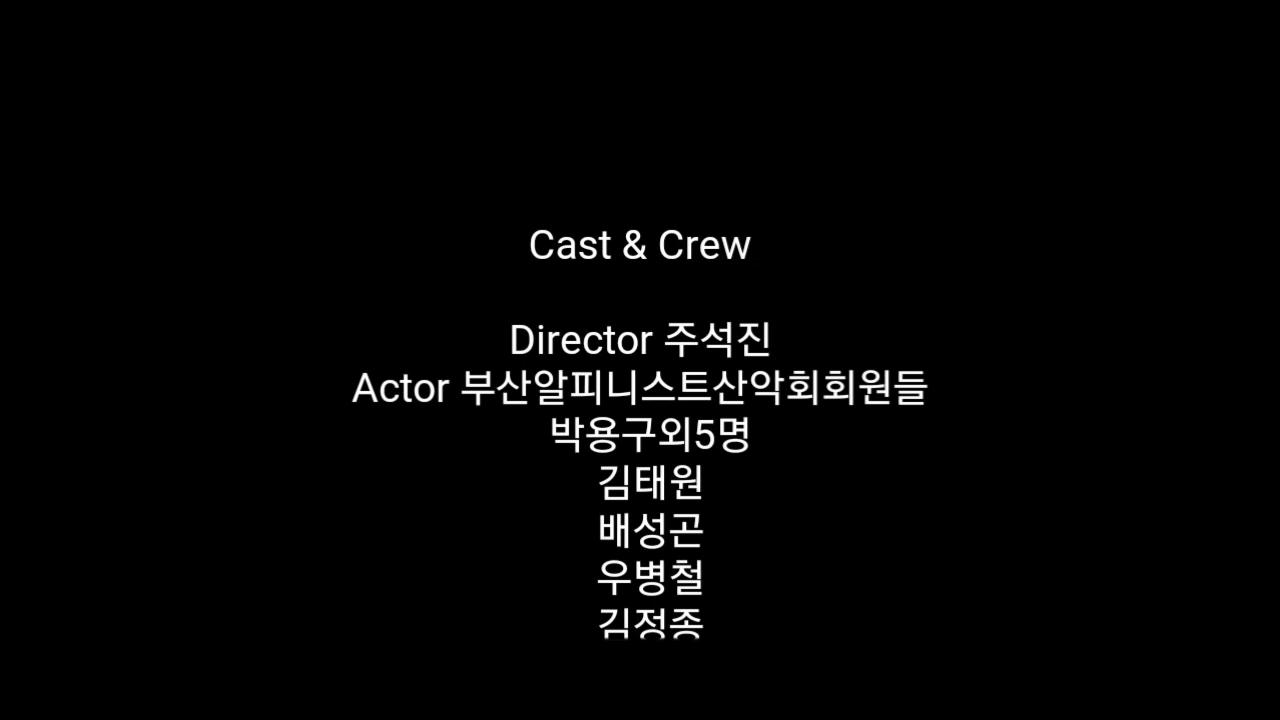 Cast & Crew
Director 주석진
Actor 부산알피니스트산악회회원들
박용구외5명
김태원
배성곤
우병철
김정종